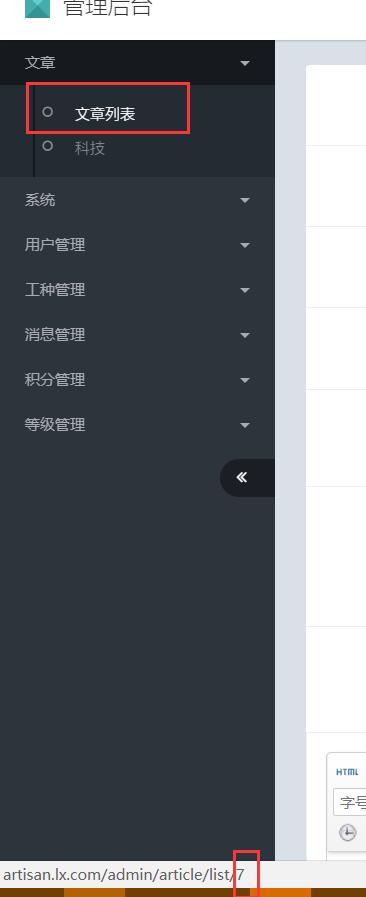 管理后台
文章
文章列表
科技
系统
用户管理
工种管理
消息管理
积分管理
等级管理
HTML
字号
artisan.lx.com/admin/article/list/7